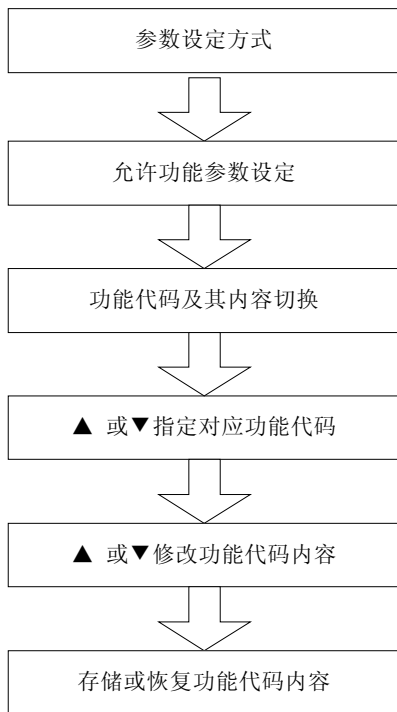 参数设定方式
允许功能参数设定
功能代码及其内容切换
▲ 或▼指定对应功能代码
▲ 或▼修改功能代码内容
存储或恢复功能代码内容